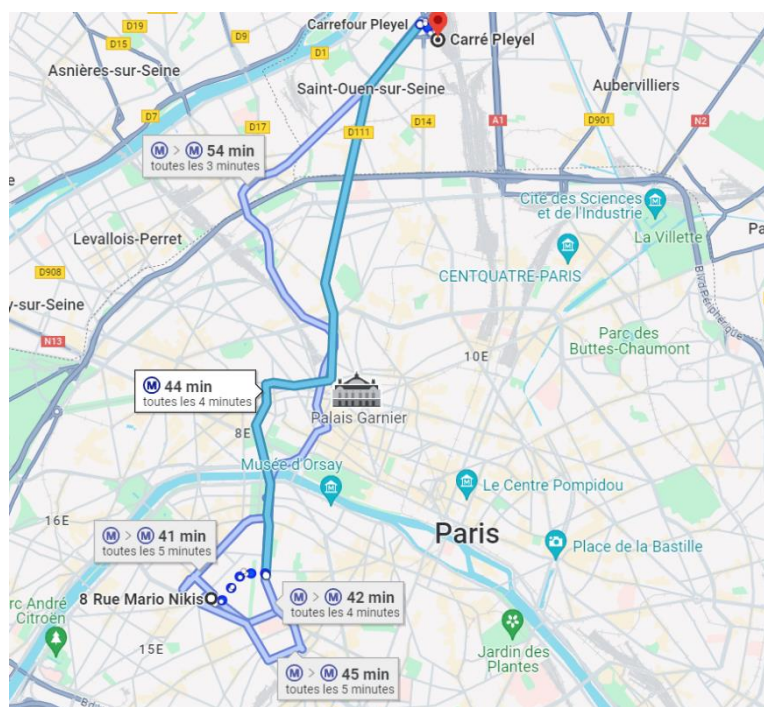 D19
D9
Carrefour Pleyel
Carré Pleyel
D15
D1
Asnières-sur-Seine
Saint-Ouen-sur-Seine
Aubervilliers
D7
D17
D111
D14
A1
D901
N2
M > M 54 min
toutes les 3 minutes
Cité des Sciences
et de l'Industrie
La Villette
Levallois-Perret
CENTQUATRE-PARIS
D908
y-sur-Seine
Blvd Périphérique
Parc des
Buttes-Chaumont
N13
10E
M 44 min
toutes les 4 minutes
Palais Garnier
8E
Musée d'Orsay
Le Centre Pompidou
16E
Paris
M > M 41 min
toutes les 5 minutes
Place de la Bastille
8 Rue Mario Nikis
M > M 42 min
toutes les 4 minutes
rc André
Citroën
15E
Jardin des
Plantes
M > M 45 min
toutes les 5 minutes